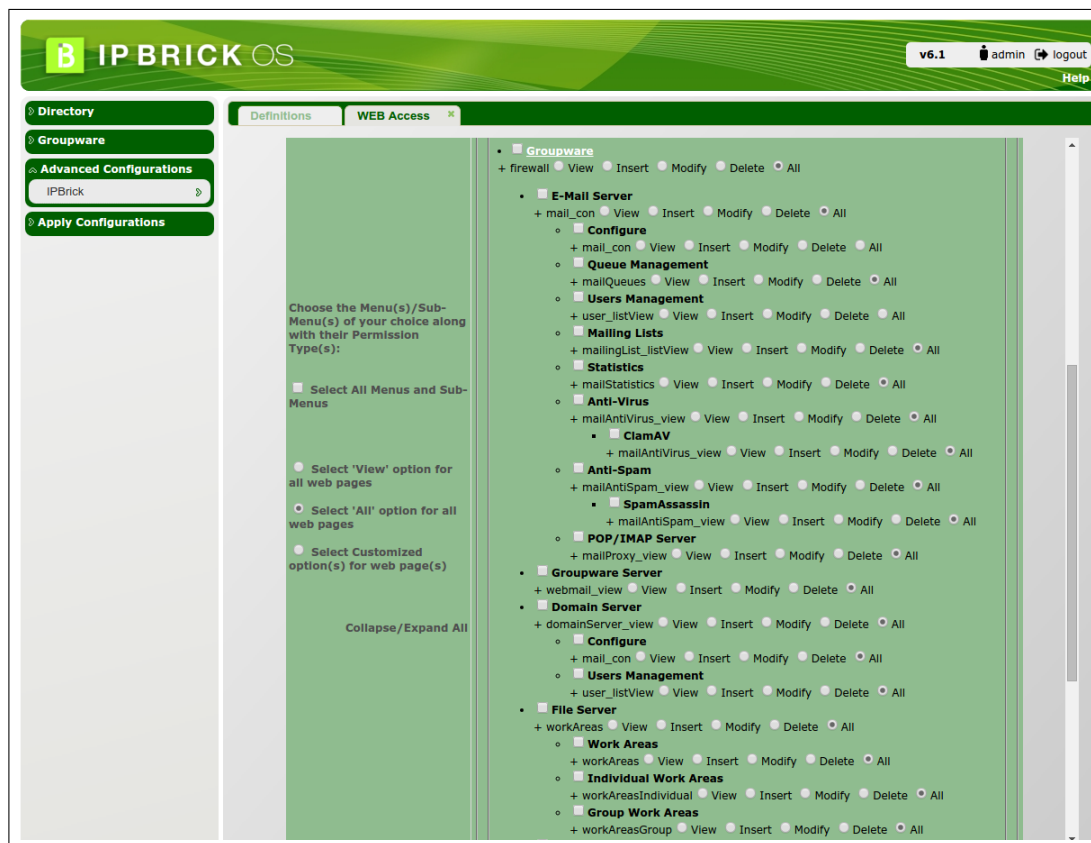 IPBRICK OS
v6.1 admin logout
Help
Directory
Groupware
Advanced Configurations
IPBrick
Apply Configurations
Definitions WEB Access
Choose the Menu(s)/Sub-
Menu(s) of your choice along
with their Permission
Type(s):
Select All Menus and Sub-
Menus
Select 'View' option for
all web pages
Select 'All' option for all
web pages
Select Customized
option(s) for web page(s)
Collapse/Expand All
Groupware
+ firewall View Insert Modify Delete All
E-Mail Server
+ mail_con View Insert Modify Delete All
Configure
+ mail_con View Insert Modify Delete All
Queue Management
+ mailQueues View Insert Modify Delete All
Users Management
+ user_listView View Insert Modify Delete All
Mailing Lists
+ mailingList_listView View Insert Modify Delete All
Statistics
+ mailStatistics View Insert Modify Delete All
Anti-Virus
+ mailAntiVirus_view View Insert Modify Delete All
ClamAV
+ mailAntiVirus_view View Insert Modify Delete All
Anti-Spam
+ mailAntiSpam_view View Insert Modify Delete All
SpamAssassin
+ mailAntiSpam_view View Insert Modify Delete All
POP/IMAP Server
+ mailProxy_view View Insert Modify Delete All
Groupware Server
+ webmail_view View Insert Modify Delete All
Domain Server
+ domainServer_view View Insert Modify Delete All
Configure
+ mail_con View Insert Modify Delete All
Users Management
+ user_listView View Insert Modify Delete All
File Server
+ workAreas View Insert Modify Delete All
Work Areas
+ workAreas View Insert Modify Delete All
Individual Work Areas
+ workAreasIndividual View Insert Modify Delete All
Group Work Areas
+ workAreasGroup View Insert Modify Delete All